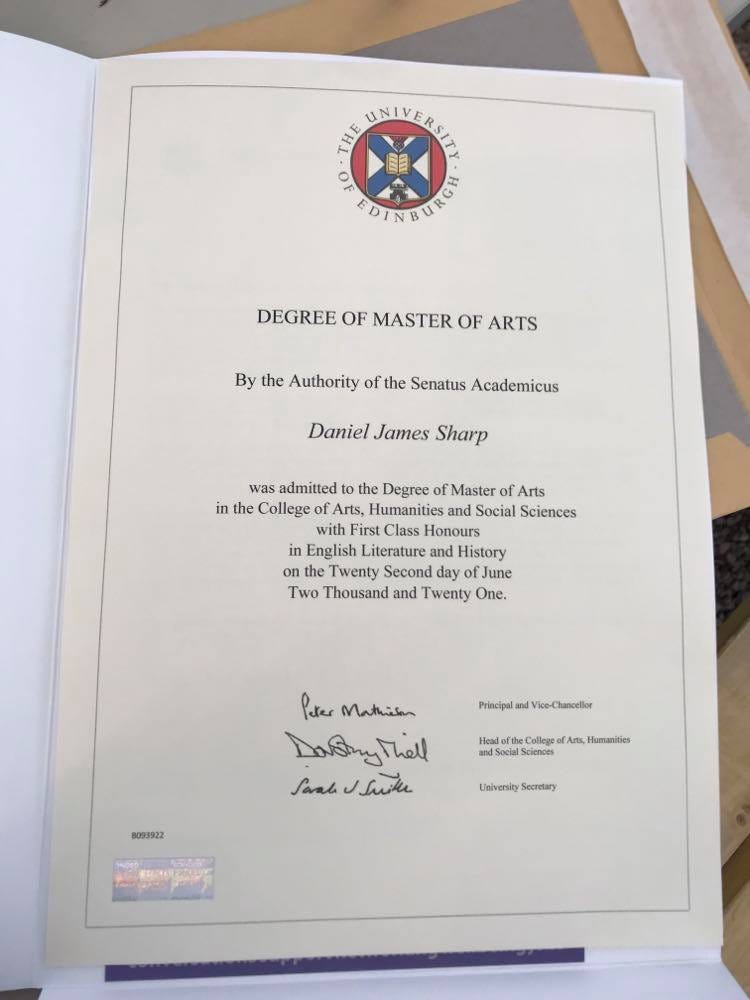 THE UNIVERSITY OF EDINBURGH
DEGREE OF MASTER OF ARTS
By the Authority of the Senatus Academicus
Daniel James Sharp
was admitted to the Degree of Master of Arts
in the College of Arts, Humanities and Social Sciences
with First Class Honours
in English Literature and History
on the Twenty Second day of June
Two Thousand and Twenty One.
Peter Mathieson
Principal and Vice-Chancellor
Head of the College of Arts, Humanities
and Social Sciences
Sarah J Smith
University Secretary
8093922